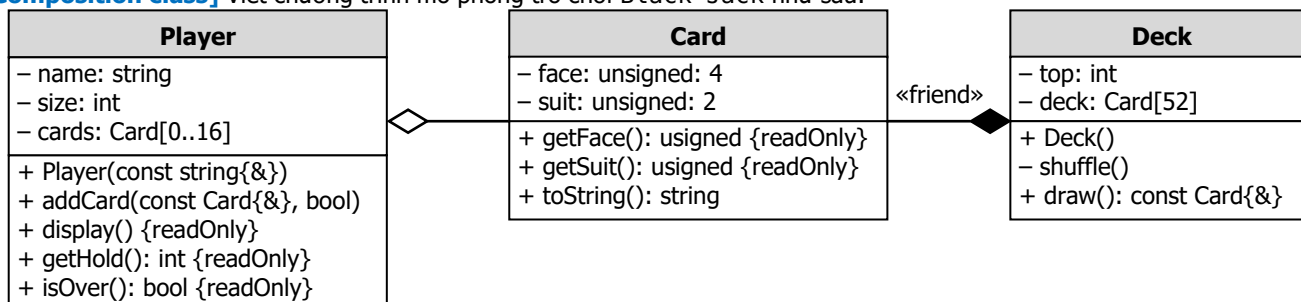 omposition class] Viết chương trình mô phỏng trò chơi Black Jack như sau:
Player
– name: string
– size: int
– cards: Card[0..16]
+ Player(const string{&})
+ addCard(const Card{&}, bool)
+ display() {readOnly}
+ getHold(): int {readOnly}
+ isOver(): bool {readOnly}
Card
– face: unsigned: 4
– suit: unsigned: 2
+ getFace(): usigned {readOnly}
+ getSuit(): usigned {readOnly}
+ toString(): string
«friend»
Deck
– top: int
– deck: Card[52]
+ Deck()
– shuffle()
+ draw(): const Card{&}